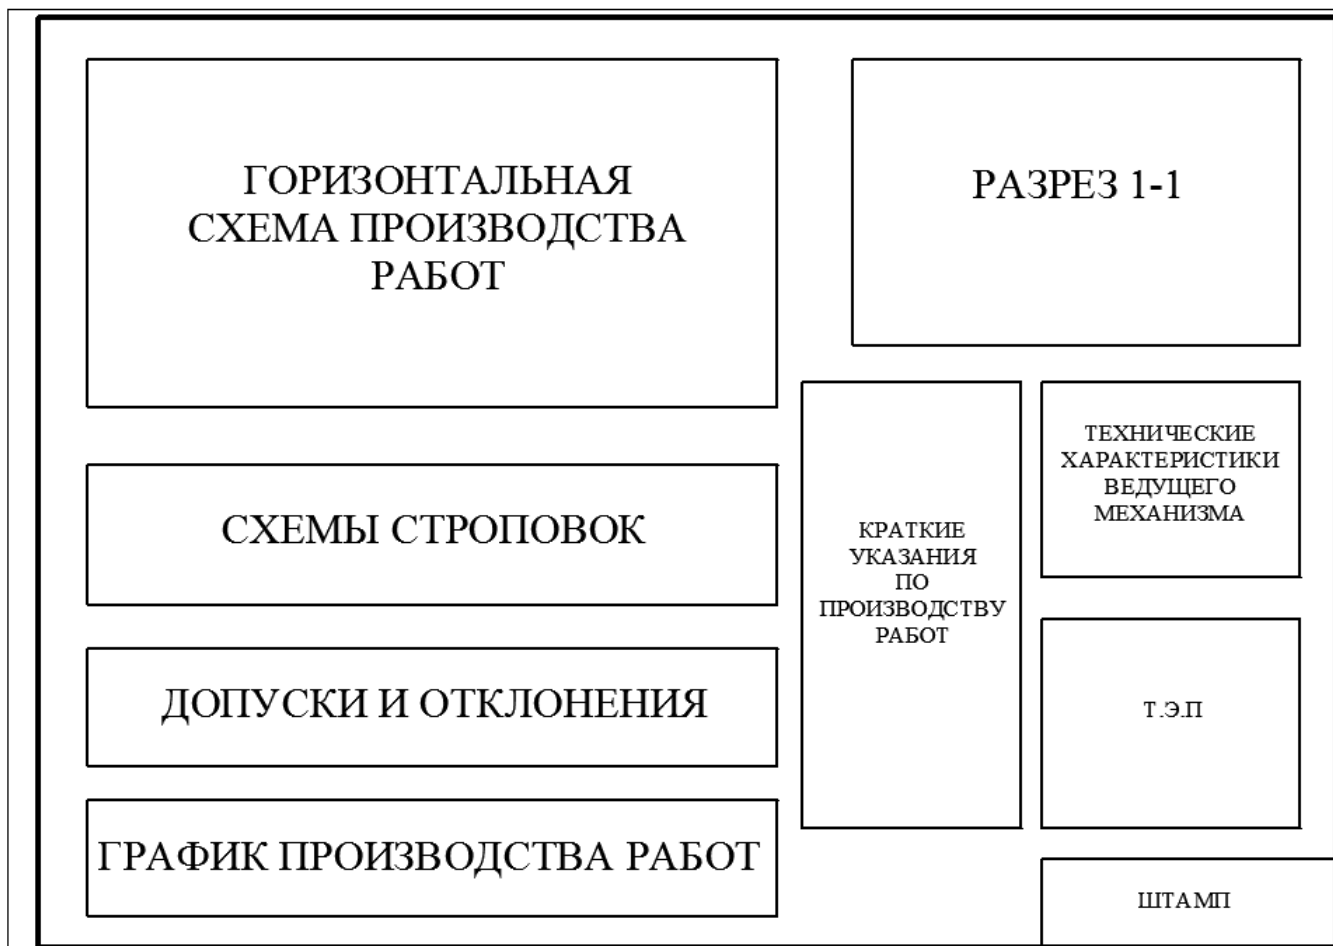 ГОРИЗОНТАЛЬНАЯ
СХЕМА ПРОИЗВОДСТВА
РАБОТ
РАЗРЕЗ 1-1
СХЕМЫ СТРОПОВОК
ДОПУСКИ И ОТКЛОНЕНИЯ
ГРАФИК ПРОИЗВОДСТВА РАБОТ
КРАТКИЕ
УКАЗАНИЯ
ПО
ПРОИЗВОДСТВУ
РАБОТ
ТЕХНИЧЕСКИЕ
ХАРАКТЕРИСТИКИ
ВЕДУЩЕГО
МЕХАНИЗМА
Т.Э.П
ШТАМП